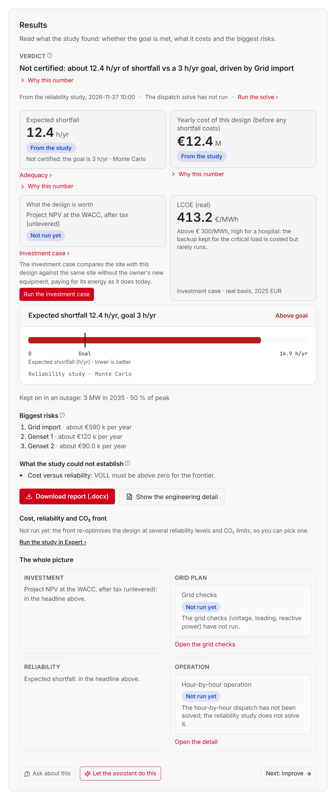 Results
Read what the study found: whether the goal is met, what it costs and the biggest risks.
VERDICT
Not certified: about 12.4 h/yr of shortfall vs a 3 h/yr goal, driven by Grid import
Why this number
From the reliability study, 2026-11-27 10:00 · The dispatch solve has not run · Run the solve ›
Expected shortfall
12.4 h/yr
From the study
Not certified: the goal is 3 h/yr · Monte Carlo
Adequacy ›
Why this number
Yearly cost of this design (before any
shortfall costs)
€12.4 M
From the study
Why this number
What the design is worth
Project NPV at the WACC, after tax
(unlevered)
Not run yet
Investment case ›
The investment case compares the site with
this design against the same site without the
owner's new equipment, paying for its energy as it does today.
Run the investment case
LCOE (real)
413.2 €/MWh
Above € 300/MWh, high for a hospital: the
backup kept for the critical load is costed but
rarely runs.
investment case · real basis, 2025 EUR
Expected shortfall 12.4 h/yr, goal 3 h/yr
Above goal
0
Goal
14.9 h/yr
Expected shortfall (h/yr) · lower is better
Reliability study · Monte Carlo
Kept on in an outage: 3 MW in 2035 · 50 % of peak
Biggest risks
1. Grid import · about €590 k per year
2. Genset 1 · about €120 k per year
3. Genset 2 · about €90.0 k per year
What the study could not establish
• Cost versus reliability: VOLL must be above zero for the frontier.
Download report (.docx)
Show the engineering detail
Cost, reliability and CO₂ front
Not run yet: the front re-optimises the design at several reliability levels and CO₂ limits, so you can pick one.
Run the study in Expert ›
The whole picture
INVESTMENT
Project NPV at the WACC, after tax (unlevered):
in the headline above.
GRID PLAN
Grid checks
Not run yet
The grid checks (voltage, loading, reactive
power) have not run.
Open the grid checks
RELIABILITY
Expected shortfall: in the headline above.
OPERATION
Hour-by-hour operation
Not run yet
The hour-by-hour dispatch has not been
solved; the reliability study does not solve
it.
Open the detail
Ask about this
Let the assistant do this
Next: Improve →